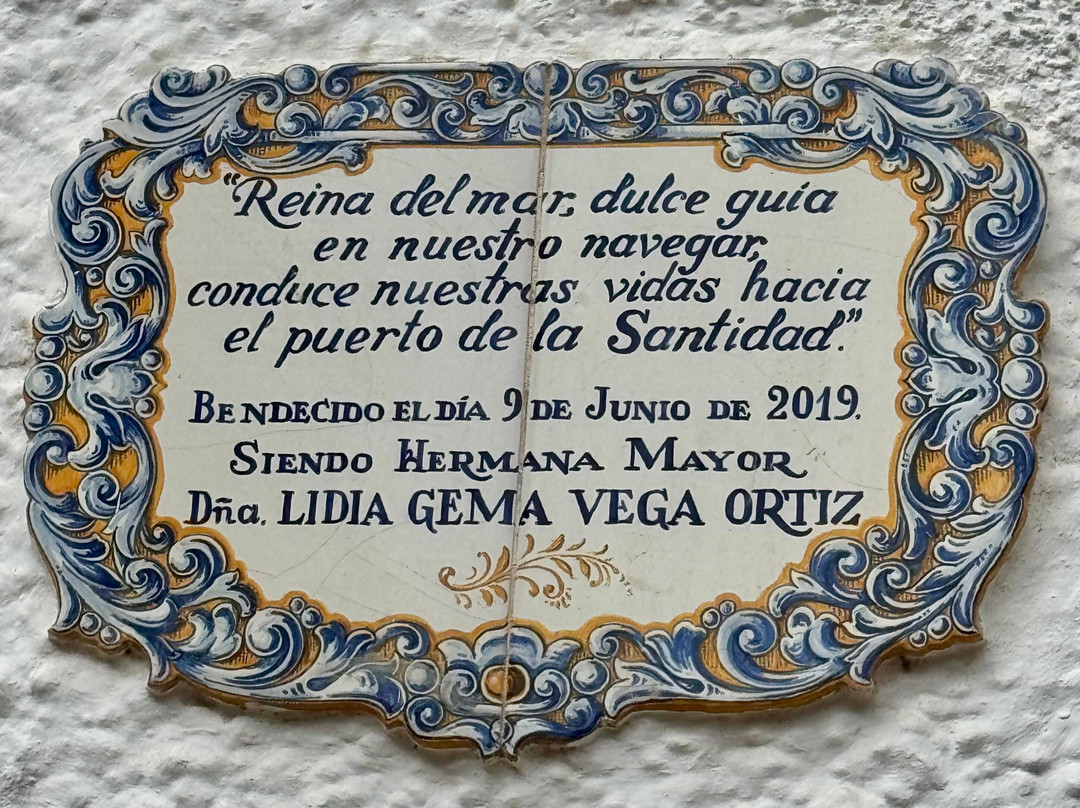 “Reina del mar, dulce guía
en nuestro navegar,
conduce nuestras vidas hacia
el puerto de la Santidad.”
BENDECIDO EL DÍA 9 DE JUNIO DE 2019.
SIENDO HERMANA MAYOR
Dña. LIDIA GEMA VEGA ORTIZ